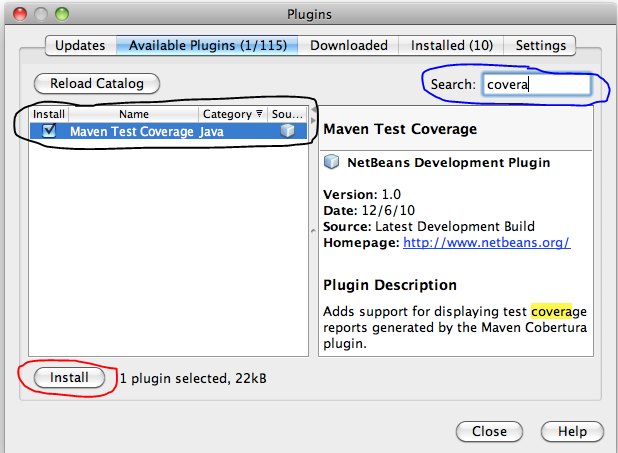 Plugins
Updates Available Plugins (1/115) Downloaded Installed (10) Settings
Reload Catalog Search: covera
Install Name Category Sou...
Maven Test Coverage Java
Maven Test Coverage
NetBeans Development Plugin
Version: 1.0
Date: 12/6/10
Source: Latest Development Build
Homepage: http://www.netbeans.org/
Plugin Description
Adds support for displaying test coverage
reports generated by the Maven Cobertura
plugin.
Install 1 plugin selected, 22kB
Close Help